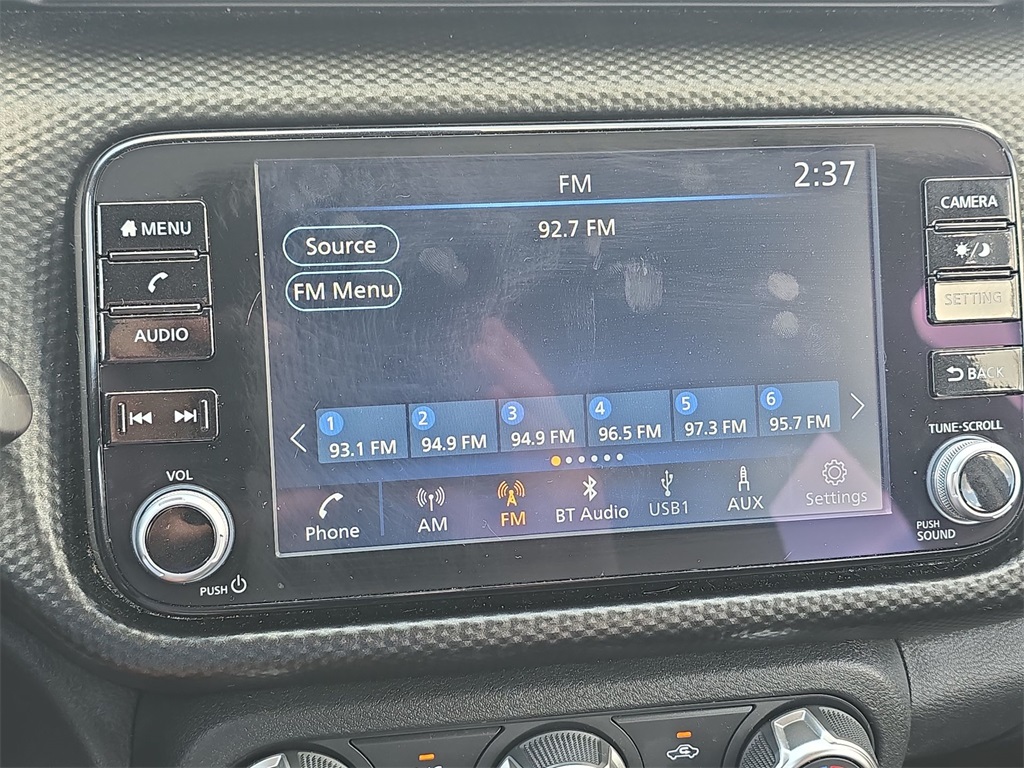 FM
2:37
92.7 FM
Source
FM Menu
1
93.1 FM
2
94.9 FM
3
94.9 FM
4
96.5 FM
5
97.3 FM
6
95.7 FM
Phone
AM
FM
BT Audio
USB1
AUX
Settings
MENU
AUDIO
VOL
PUSH
CAMERA
SETTING
BACK
TUNE-SCROLL
PUSH
SOUND